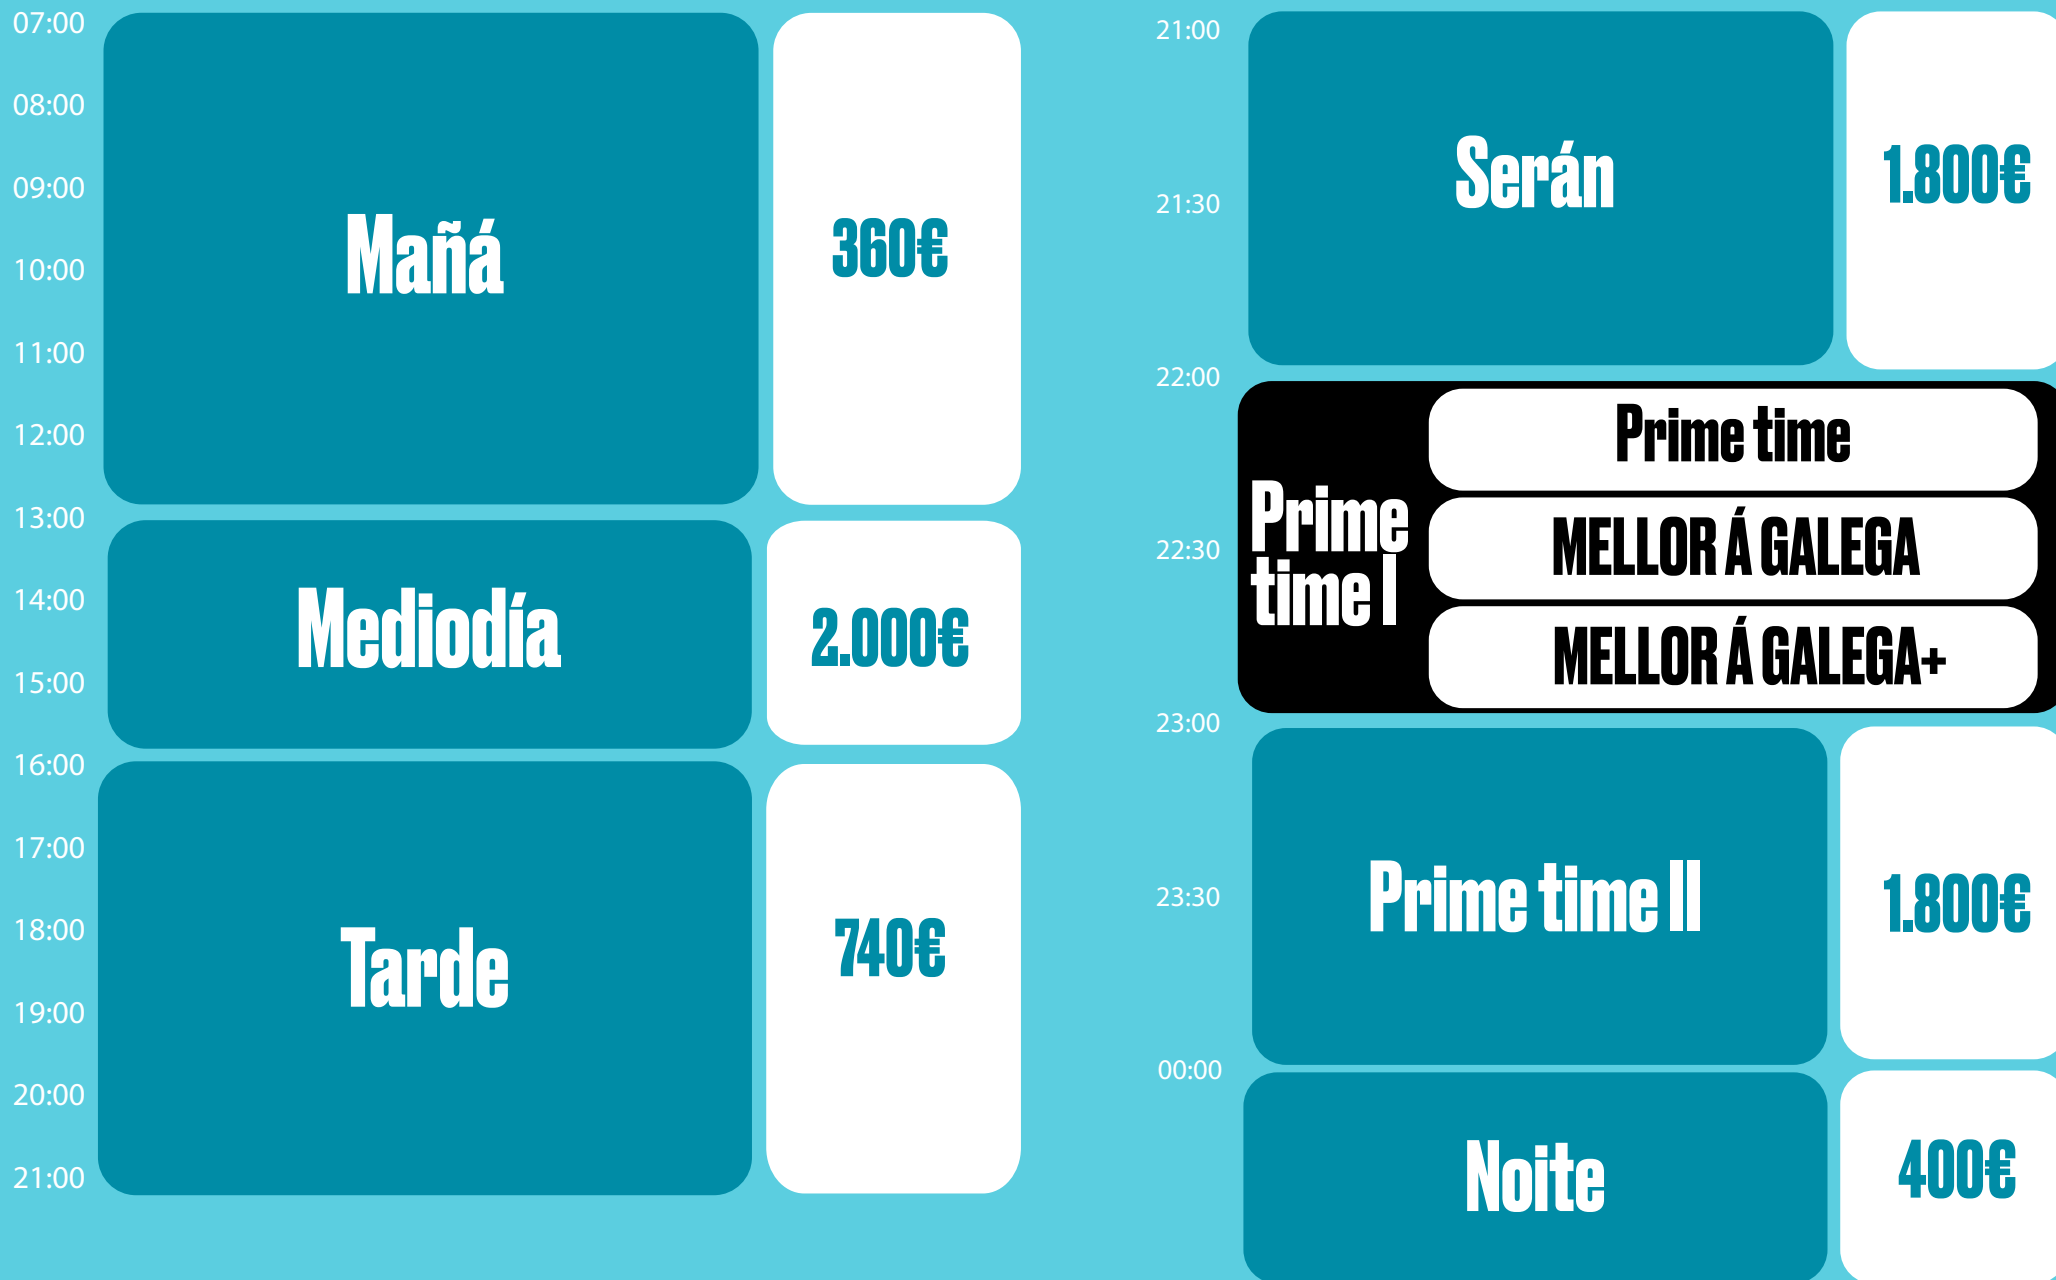 07:00
08:00
09:00
10:00
11:00
12:00
13:00
14:00
15:00
16:00
17:00
18:00
19:00
20:00
21:00
Mañá
360€
Mediodía
2.000€
Tarde
740€
21:00
21:30
22:00
22:30
23:00
23:30
00:00
Serán
1.800€
Prime
time I
Prime time
MELLOR Á GALEGA
MELLOR Á GALEGA+
Prime time II
1.800€
Noite
400€